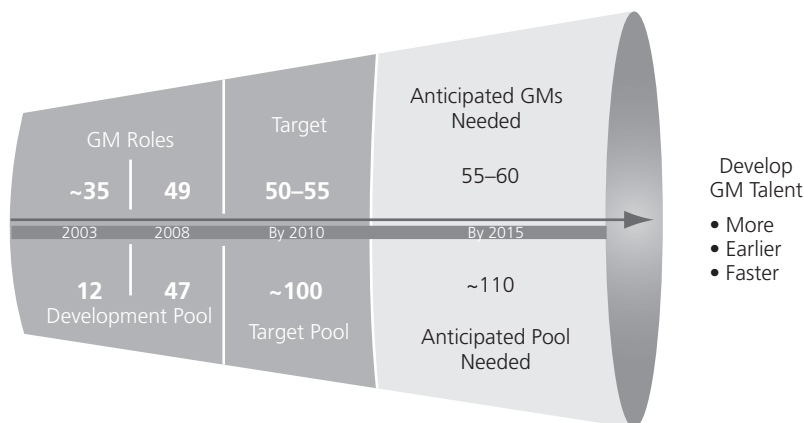 GM Roles
~35 49
Target
50–55
Anticipated GMs
Needed
55–60
2003 2008 By 2010 By 2015
12 47
Development Pool
~100
Target Pool
~110
Anticipated Pool
Needed
Develop
GM Talent
• More
• Earlier
• Faster